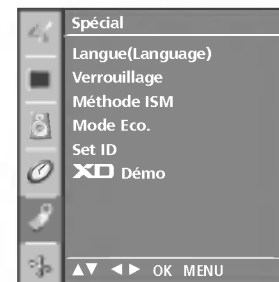 Spécial
Langue(Language)
Verrouillage
Méthode ISM
Mode Eco.
Set ID
XD Démo
▲▼ ◄► OK MENU